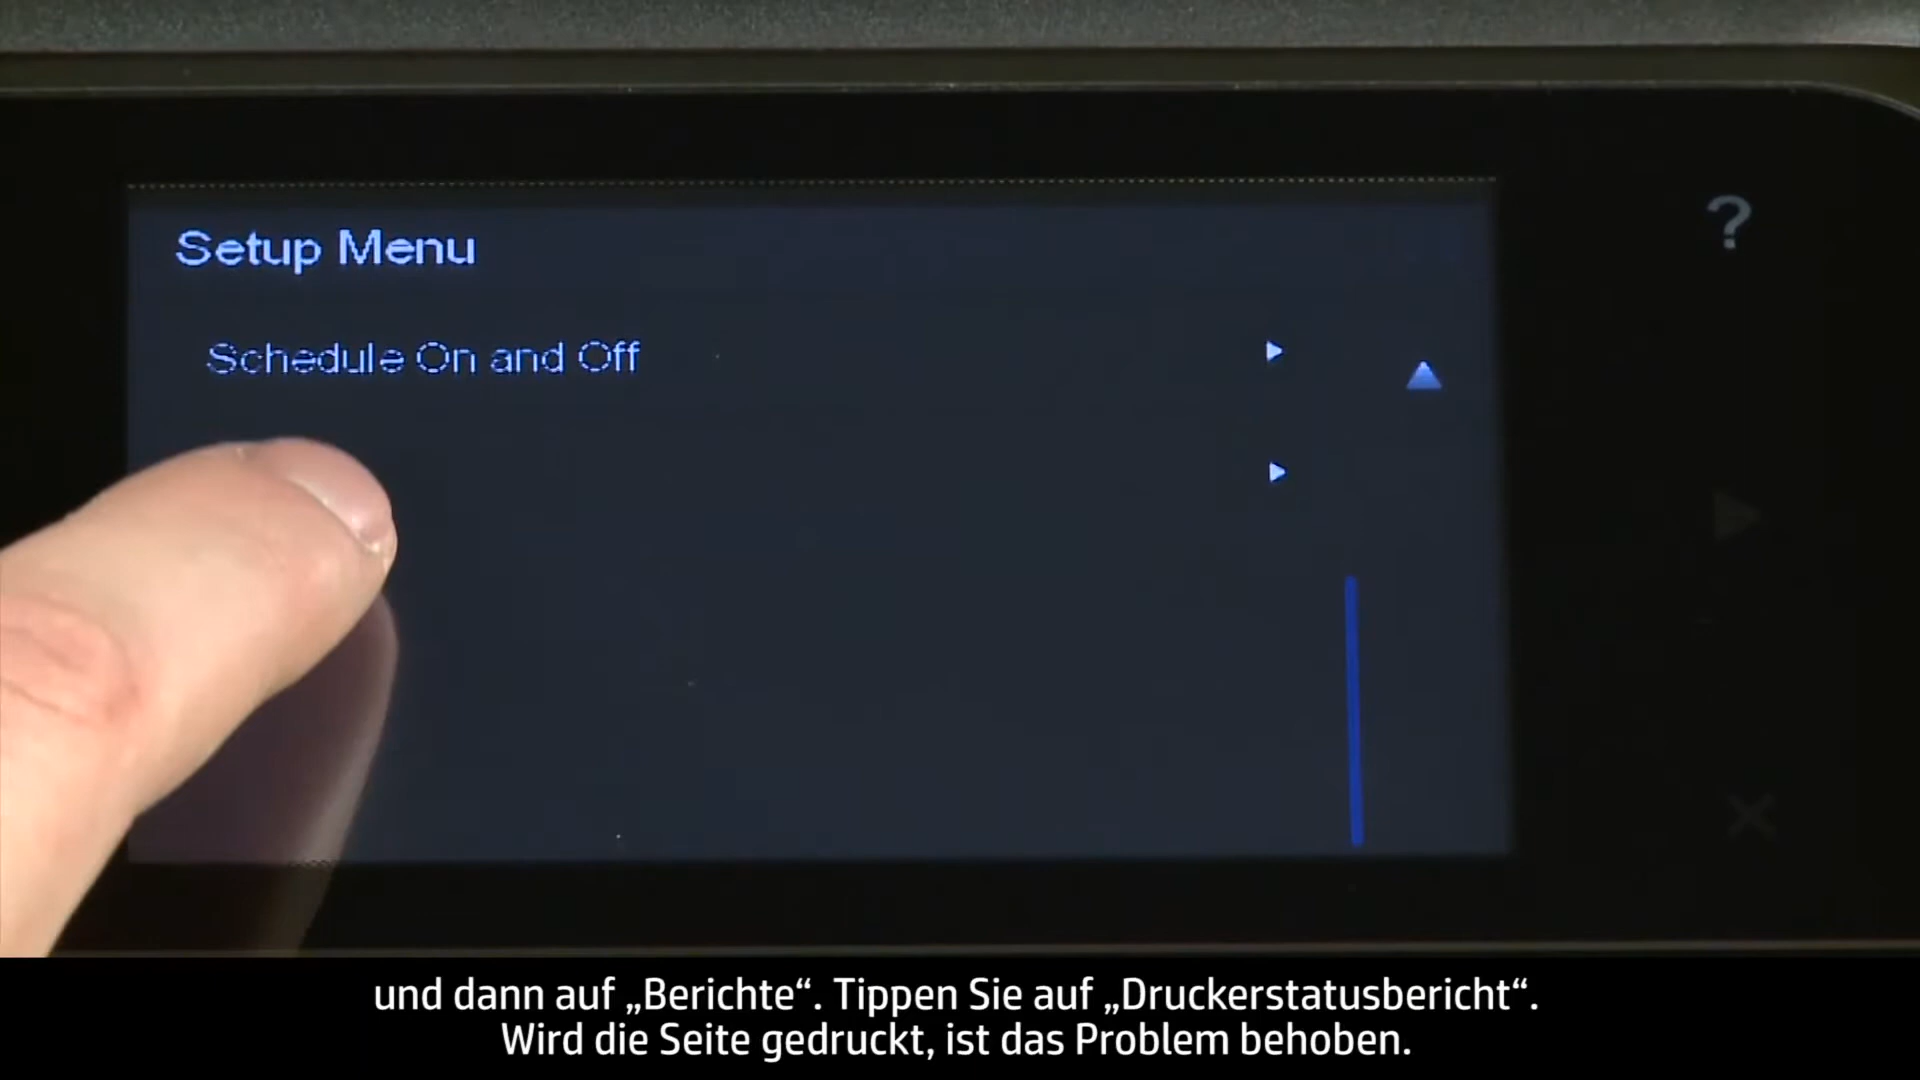 Setup Menu
?
Schedule On and Off
und dann auf „Berichte“. Tippen Sie auf „Druckerstatusbericht“.
Wird die Seite gedruckt, ist das Problem behoben.